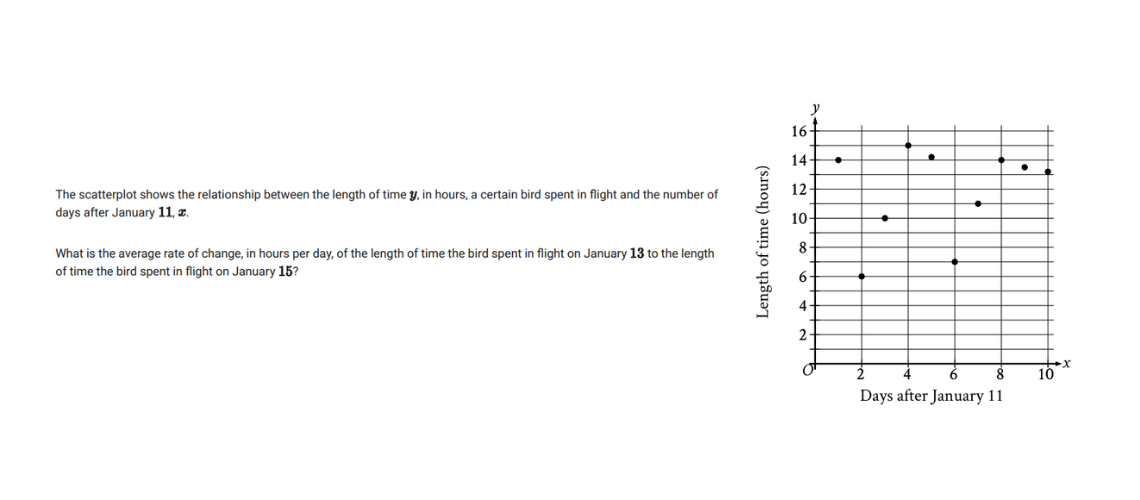 The scatterplot shows the relationship between the length of time y, in hours, a certain bird spent in flight and the number of
days after January 11, x.
What is the average rate of change, in hours per day, of the length of time the bird spent in flight on January 13 to the length
of time the bird spent in flight on January 15?
y
16
14
12
10
8
6
4
2
O
2 4 6 8 10
x
Length of time (hours)
Days after January 11